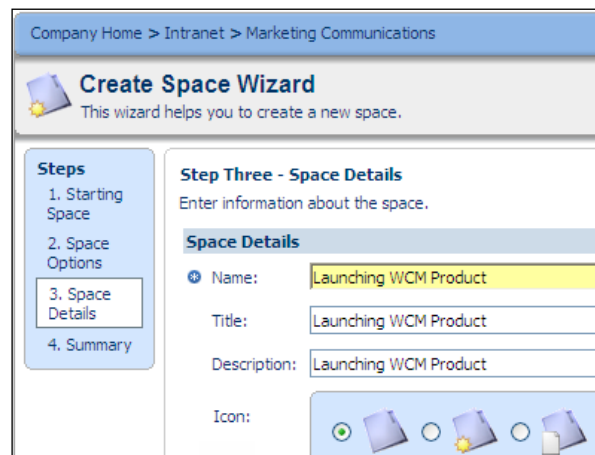 Company Home > Intranet > Marketing Communications
Create Space Wizard
This wizard helps you to create a new space.
Steps
1. Starting
Space
2. Space
Options
3. Space
Details
4. Summary
Step Three - Space Details
Enter information about the space.
Space Details
Name: Launching WCM Product
Title: Launching WCM Product
Description: Launching WCM Product
Icon: